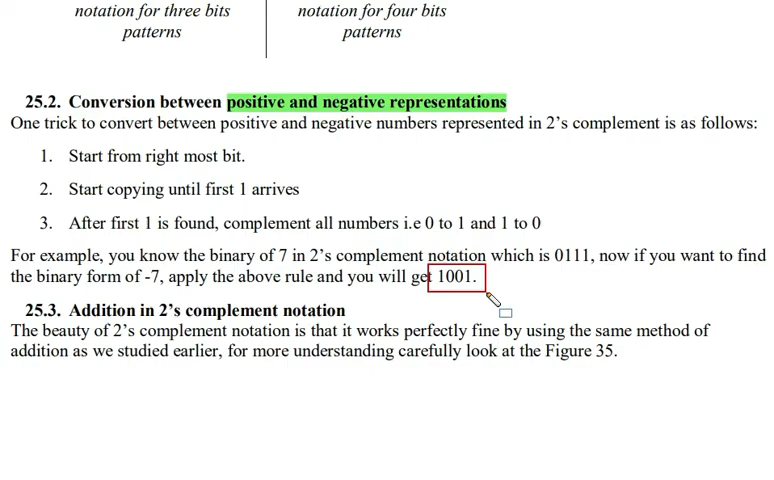 notation for three bits
patterns
notation for four bits
patterns
25.2. Conversion between positive and negative representations
One trick to convert between positive and negative numbers represented in 2’s complement is as follows:
1. Start from right most bit.
2. Start copying until first 1 arrives
3. After first 1 is found, complement all numbers i.e 0 to 1 and 1 to 0
For example, you know the binary of 7 in 2’s complement notation which is 0111, now if you want to find
the binary form of -7, apply the above rule and you will get 1001.
25.3. Addition in 2’s complement notation
The beauty of 2’s complement notation is that it works perfectly fine by using the same method of
addition as we studied earlier, for more understanding carefully look at the Figure 35.